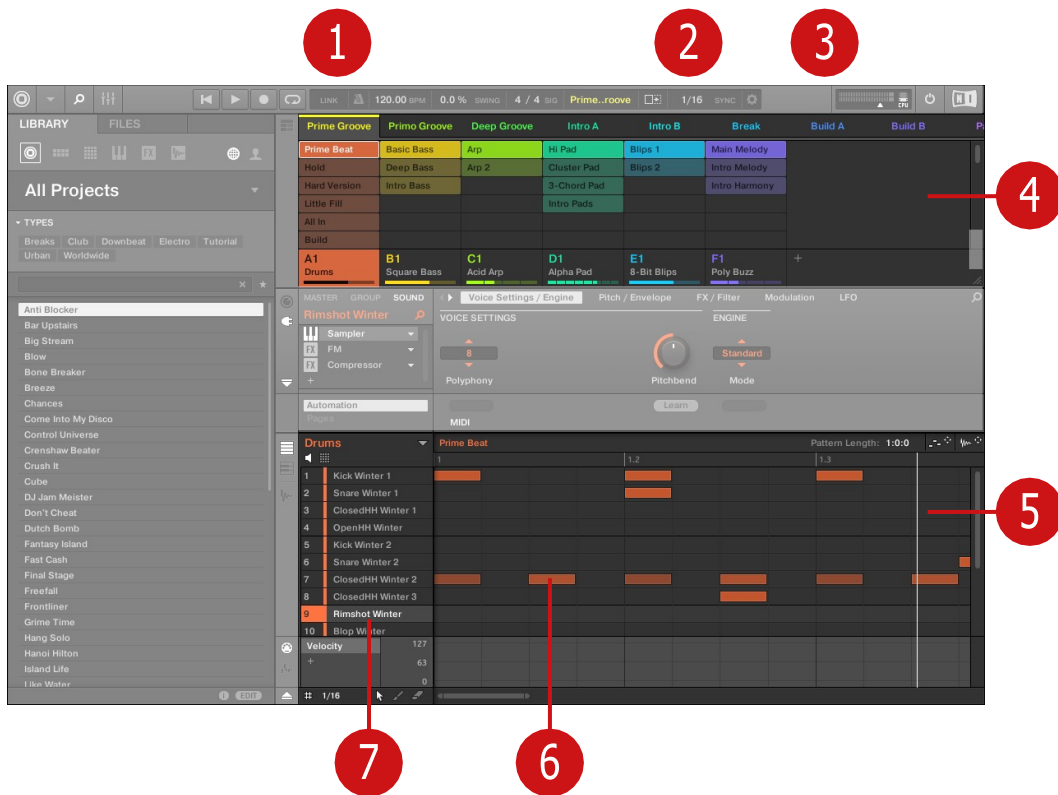 1
2
3
LINK 120.00 BPM 0.0 % SWING 4 / 4 SIG Prime..roove 1/16 SYNC CPU
LIBRARY FILES
All Projects
TYPES
Breaks Club Downbeat Electro Tutorial
Urban Worldwide
Anti Blocker
Bar Upstairs
Big Stream
Blow
Bone Breaker
Breeze
Chances
Come Into My Disco
Control Universe
Crenshaw Beater
Crush It
Cube
DJ Jam Meister
Don't Cheat
Dutch Bomb
Fantasy Island
Fast Cash
Final Stage
Freefall
Frontliner
Grime Time
Hang Solo
Hanoi Hilton
Island Life
Like Water
EDIT
Prime Groove Primo Groove Deep Groove Intro A Intro B Break Build A Build B
Prime Beat Basic Bass Arp Hi Pad Blips 1 Main Melody
Hold Deep Bass Arp 2 Cluster Pad Blips 2 Intro Melody
Hard Version Intro Bass 3-Chord Pad Intro Harmony
Little Fill Intro Pads
All In
Build
A1 B1 C1 D1 E1 F1 +
Drums Square Bass Acid Arp Alpha Pad 8-Bit Blips Poly Buzz
4
MASTER GROUP SOUND Voice Settings / Engine Pitch / Envelope FX / Filter Modulation LFO
Rimshot Winter VOICE SETTINGS ENGINE
Sampler
FX FM
FX Compressor
+
8 Standard
Polyphony Pitchbend Mode
Automation Learn
Pages
MIDI
Drums Prime Beat Pattern Length: 1:0:0
1 1.2 1.3
1 Kick Winter 1
2 Snare Winter 1
3 ClosedHH Winter 1
4 OpenHH Winter
5 Kick Winter 2
6 Snare Winter 2
7 ClosedHH Winter 2
8 ClosedHH Winter 3
9 Rimshot Winter
10 Blop Winter
5
Velocity 127
+ 63
0
1/16
7
6